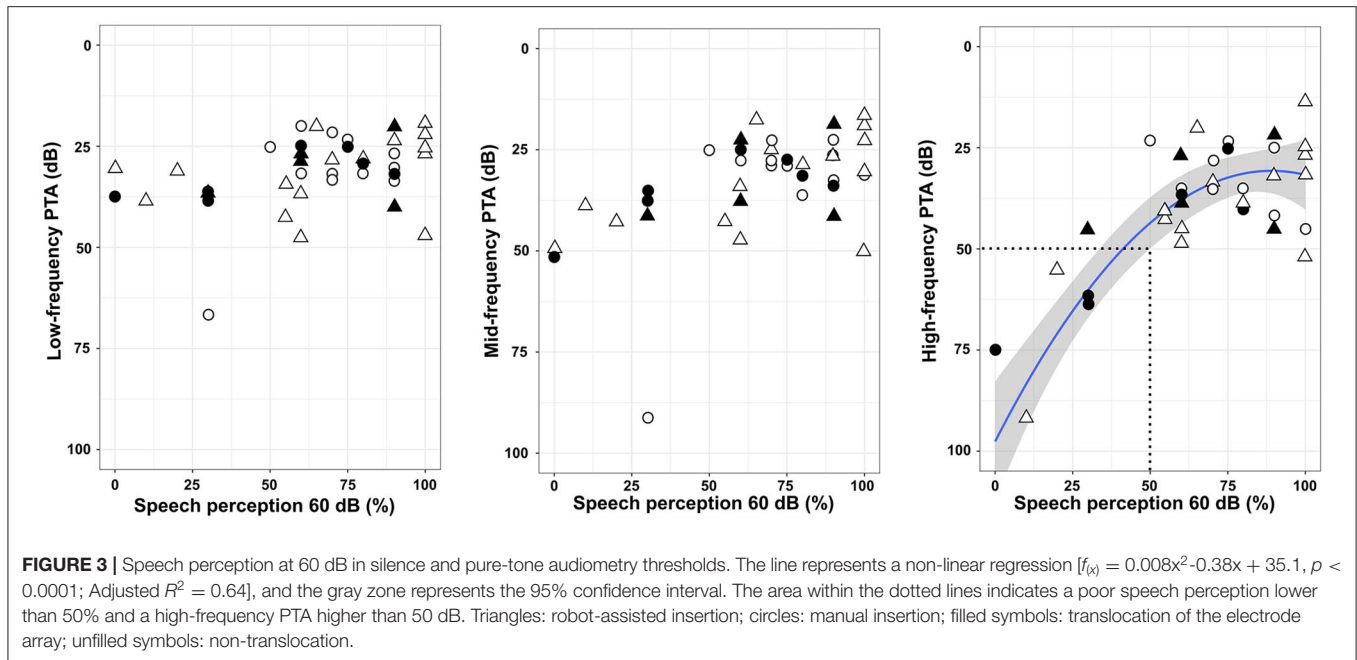 0
25
50
75
100
Low-frequency PTA (dB)
0 25 50 75 100
Speech perception 60 dB (%)
0
25
50
75
100
Mid-frequency PTA (dB)
0 25 50 75 100
Speech perception 60 dB (%)
0
25
50
75
100
High-frequency PTA (dB)
0 25 50 75 100
Speech perception 60 dB (%)
FIGURE 3 | Speech perception at 60 dB in silence and pure-tone audiometry thresholds. The line represents a non-linear regression [f(x) = 0.008x²-0.38x + 35.1, p <
0.0001; Adjusted R² = 0.64], and the gray zone represents the 95% confidence interval. The area within the dotted lines indicates a poor speech perception lower
than 50% and a high-frequency PTA higher than 50 dB. Triangles: robot-assisted insertion; circles: manual insertion; filled symbols: translocation of the electrode
array; unfilled symbols: non-translocation.